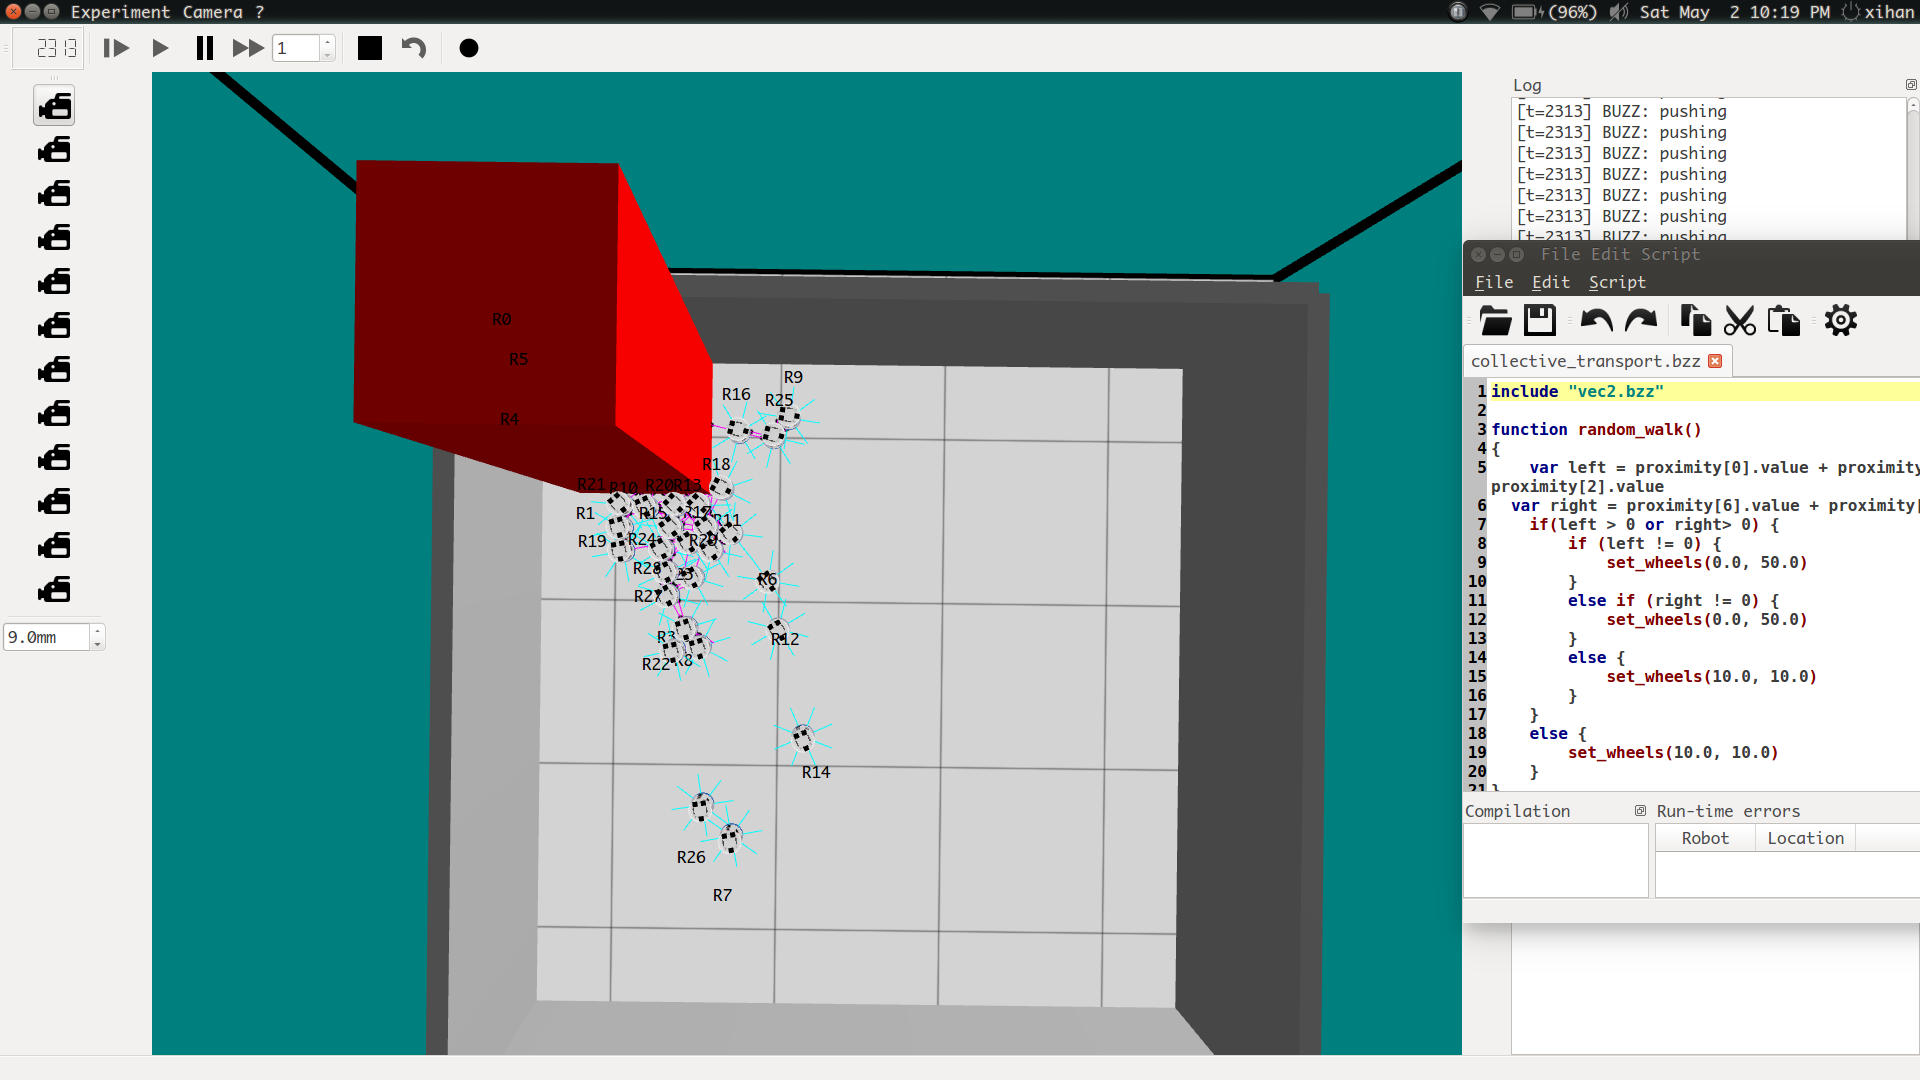 Experiment Camera ?
(96%) Sat May 2 10:19 PM xihan
2313
1
9.0mm
Log
[t=2313] BUZZ: pushing
[t=2313] BUZZ: pushing
[t=2313] BUZZ: pushing
[t=2313] BUZZ: pushing
[t=2313] BUZZ: pushing
[t=2313] BUZZ: pushing
[t=2313] BUZZ: pushing
R0
R5
R4
R9
R16
R25
R18
R21
R10
R20
R13
R1
R15
R17
R11
R19
R24
R29
R28
R6
R27
R3
R12
R22
R8
R14
R26
R7
File Edit Script
File Edit Script
collective_transport.bzz
1 include "vec2.bzz"
2
3 function random_walk()
4 {
5 var left = proximity[0].value + proximity
proximity[2].value
6 var right = proximity[6].value + proximity[
7 if(left > 0 or right> 0) {
8 if (left != 0) {
9 set_wheels(0.0, 50.0)
10 }
11 else if (right != 0) {
12 set_wheels(0.0, 50.0)
13 }
14 else {
15 set_wheels(10.0, 10.0)
16 }
17 }
18 else {
19 set_wheels(10.0, 10.0)
20 }
21 }
Compilation
Run-time errors
Robot Location